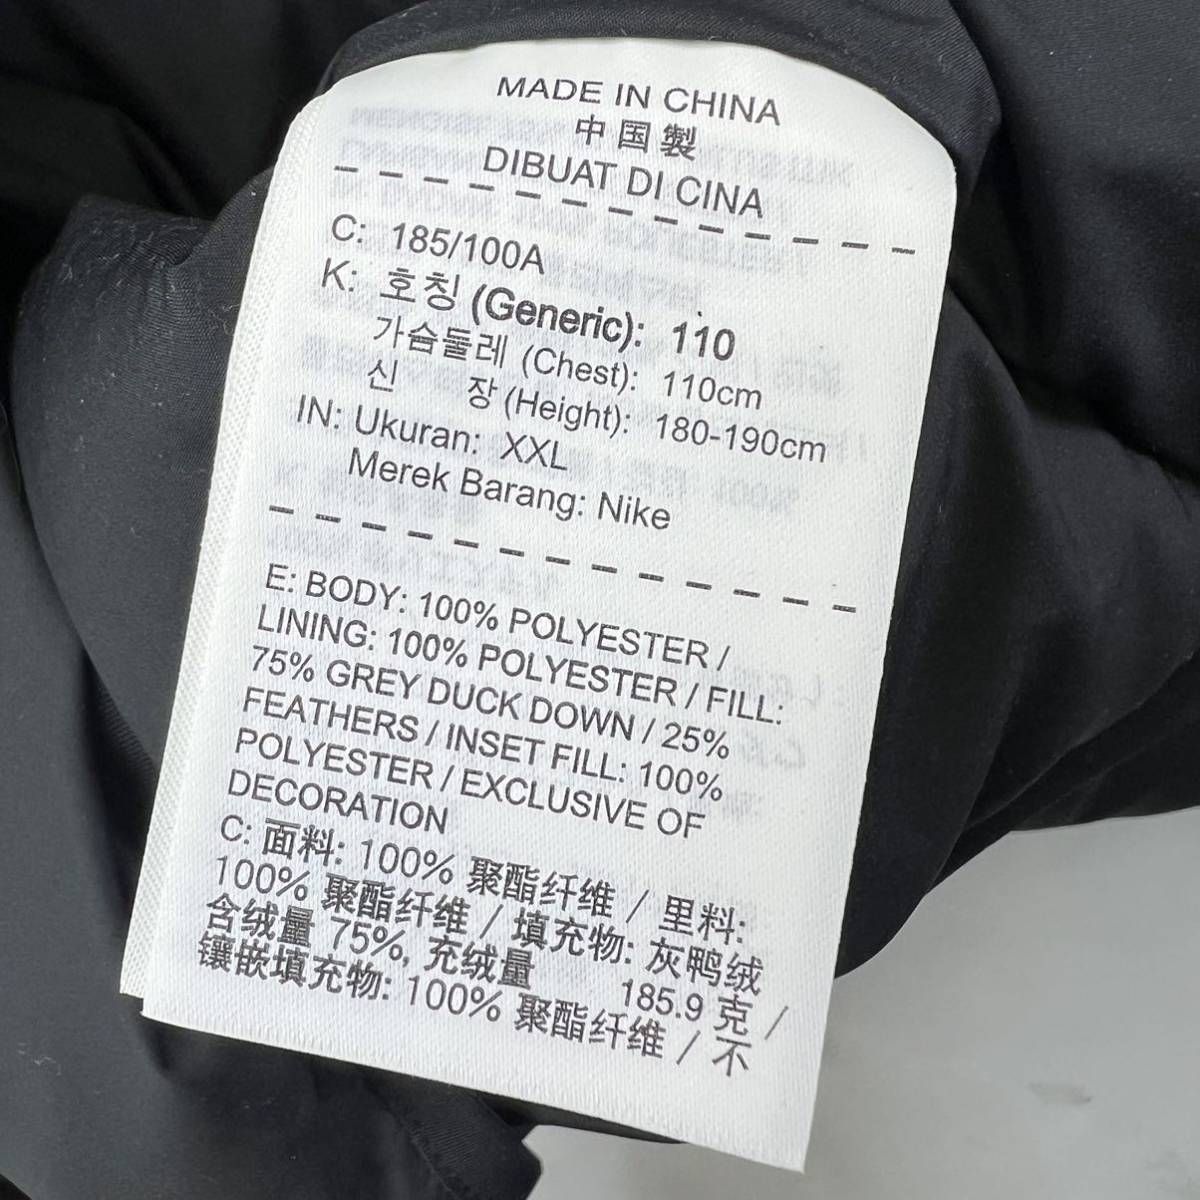 MADE IN CHINA
中国製
DIBUAT DI CINA
C: 185/100A
K: 호칭 (Generic): 110
가슴둘레 (Chest): 110cm
신 장 (Height): 180-190cm
IN: Ukuran: XXL
Merek Barang: Nike
E: BODY: 100% POLYESTER /
LINING: 100% POLYESTER / FILL:
75% GREY DUCK DOWN / 25%
FEATHERS / INSET FILL: 100%
POLYESTER / EXCLUSIVE OF
DECORATION
C: 面料: 100% 聚酯纤维 / 里料:
100% 聚酯纤维 / 填充物: 灰鸭绒
含绒量 75%, 充绒量 185.9 克 /
镶嵌填充物: 100% 聚酯纤维 / 不